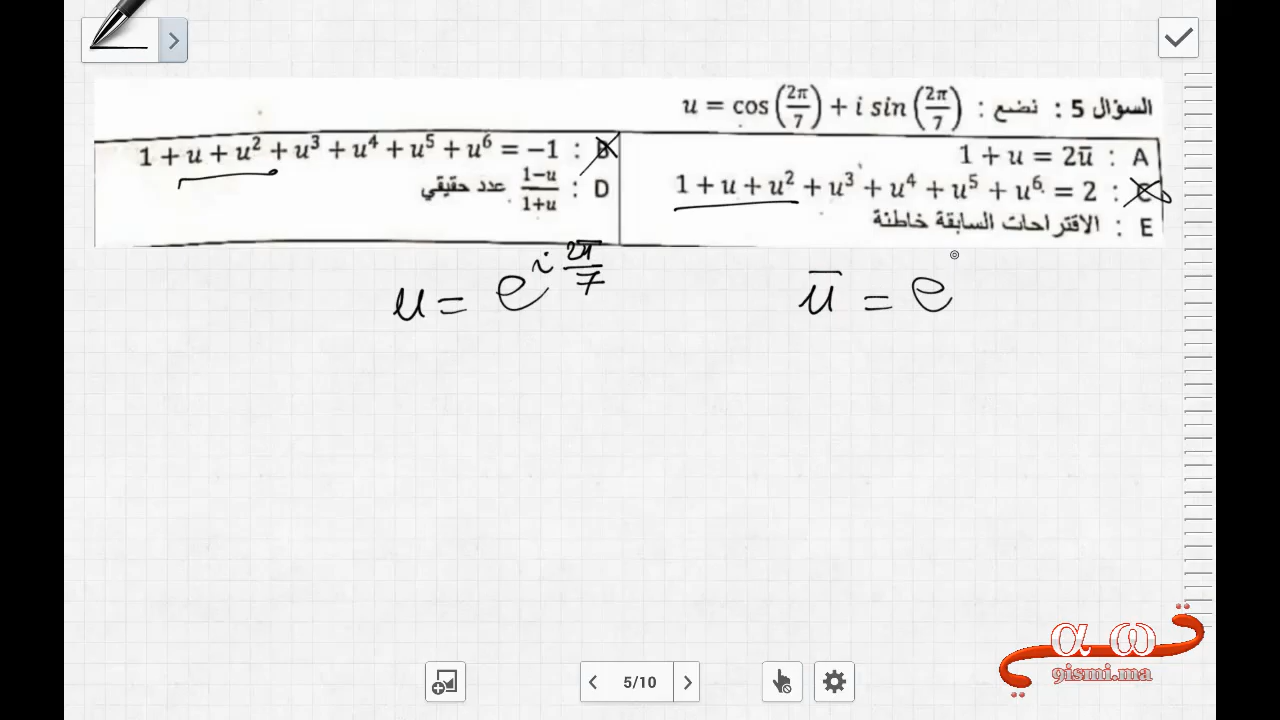 السؤال 5 : نضع : u = cos(2π/7) + i sin(2π/7)
A : 1 + u = 2ū
B : 1 + u + u² + u³ + u⁴ + u⁵ + u⁶ = −1
C : 1 + u + u² + u³ + u⁴ + u⁵ + u⁶ = 2
D : (1−u)/(1+u) عدد حقيقي
E : الاقتراحات السابقة خاطئة
u = e^{i 2π/7}
ū = e
5/10
α ω
9ismi.ma